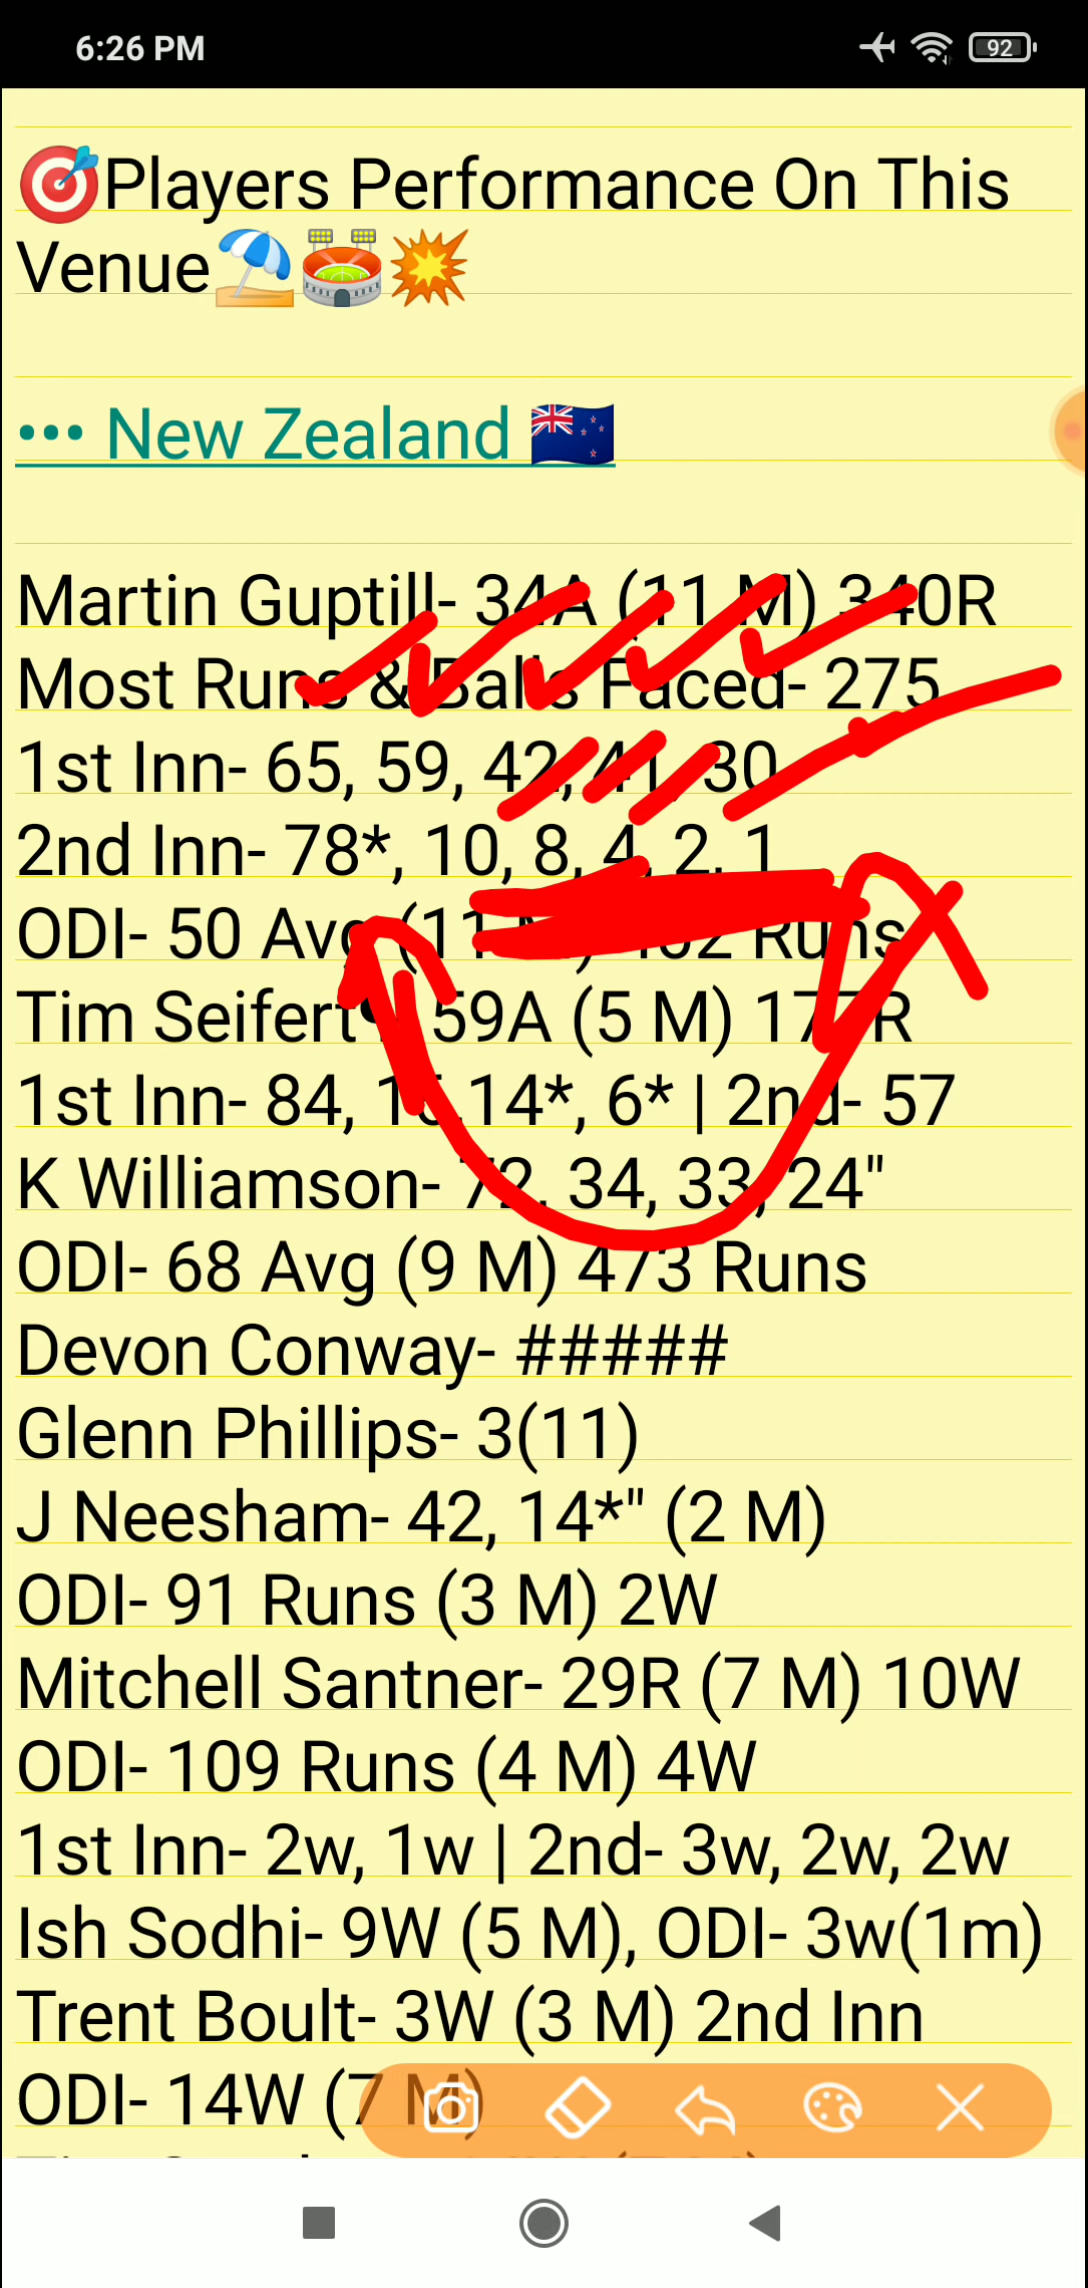 6:26 PM
92
🎯Players Performance On This
Venue⛱️🏟️💥
••• New Zealand 🇳🇿
Martin Guptill- 34A (11 M) 340R
Most Runs & Balls Faced- 275
1st Inn- 65, 59, 42, 41, 30
2nd Inn- 78*, 10, 8, 4, 2, 1
ODI- 50 Avg (11 Runs
Tim Seifert 59A (5 M)
1st Inn- 84, 14*, 6* | 2nd- 57
K Williamson- 72, 34, 33, 24"
ODI- 68 Avg (9 M) 473 Runs
Devon Conway- #####
Glenn Phillips- 3(11)
J Neesham- 42, 14*" (2 M)
ODI- 91 Runs (3 M) 2W
Mitchell Santner- 29R (7 M) 10W
ODI- 109 Runs (4 M) 4W
1st Inn- 2w, 1w | 2nd- 3w, 2w, 2w
Ish Sodhi- 9W (5 M), ODI- 3w(1m)
Trent Boult- 3W (3 M) 2nd Inn
ODI- 14W (7 M)